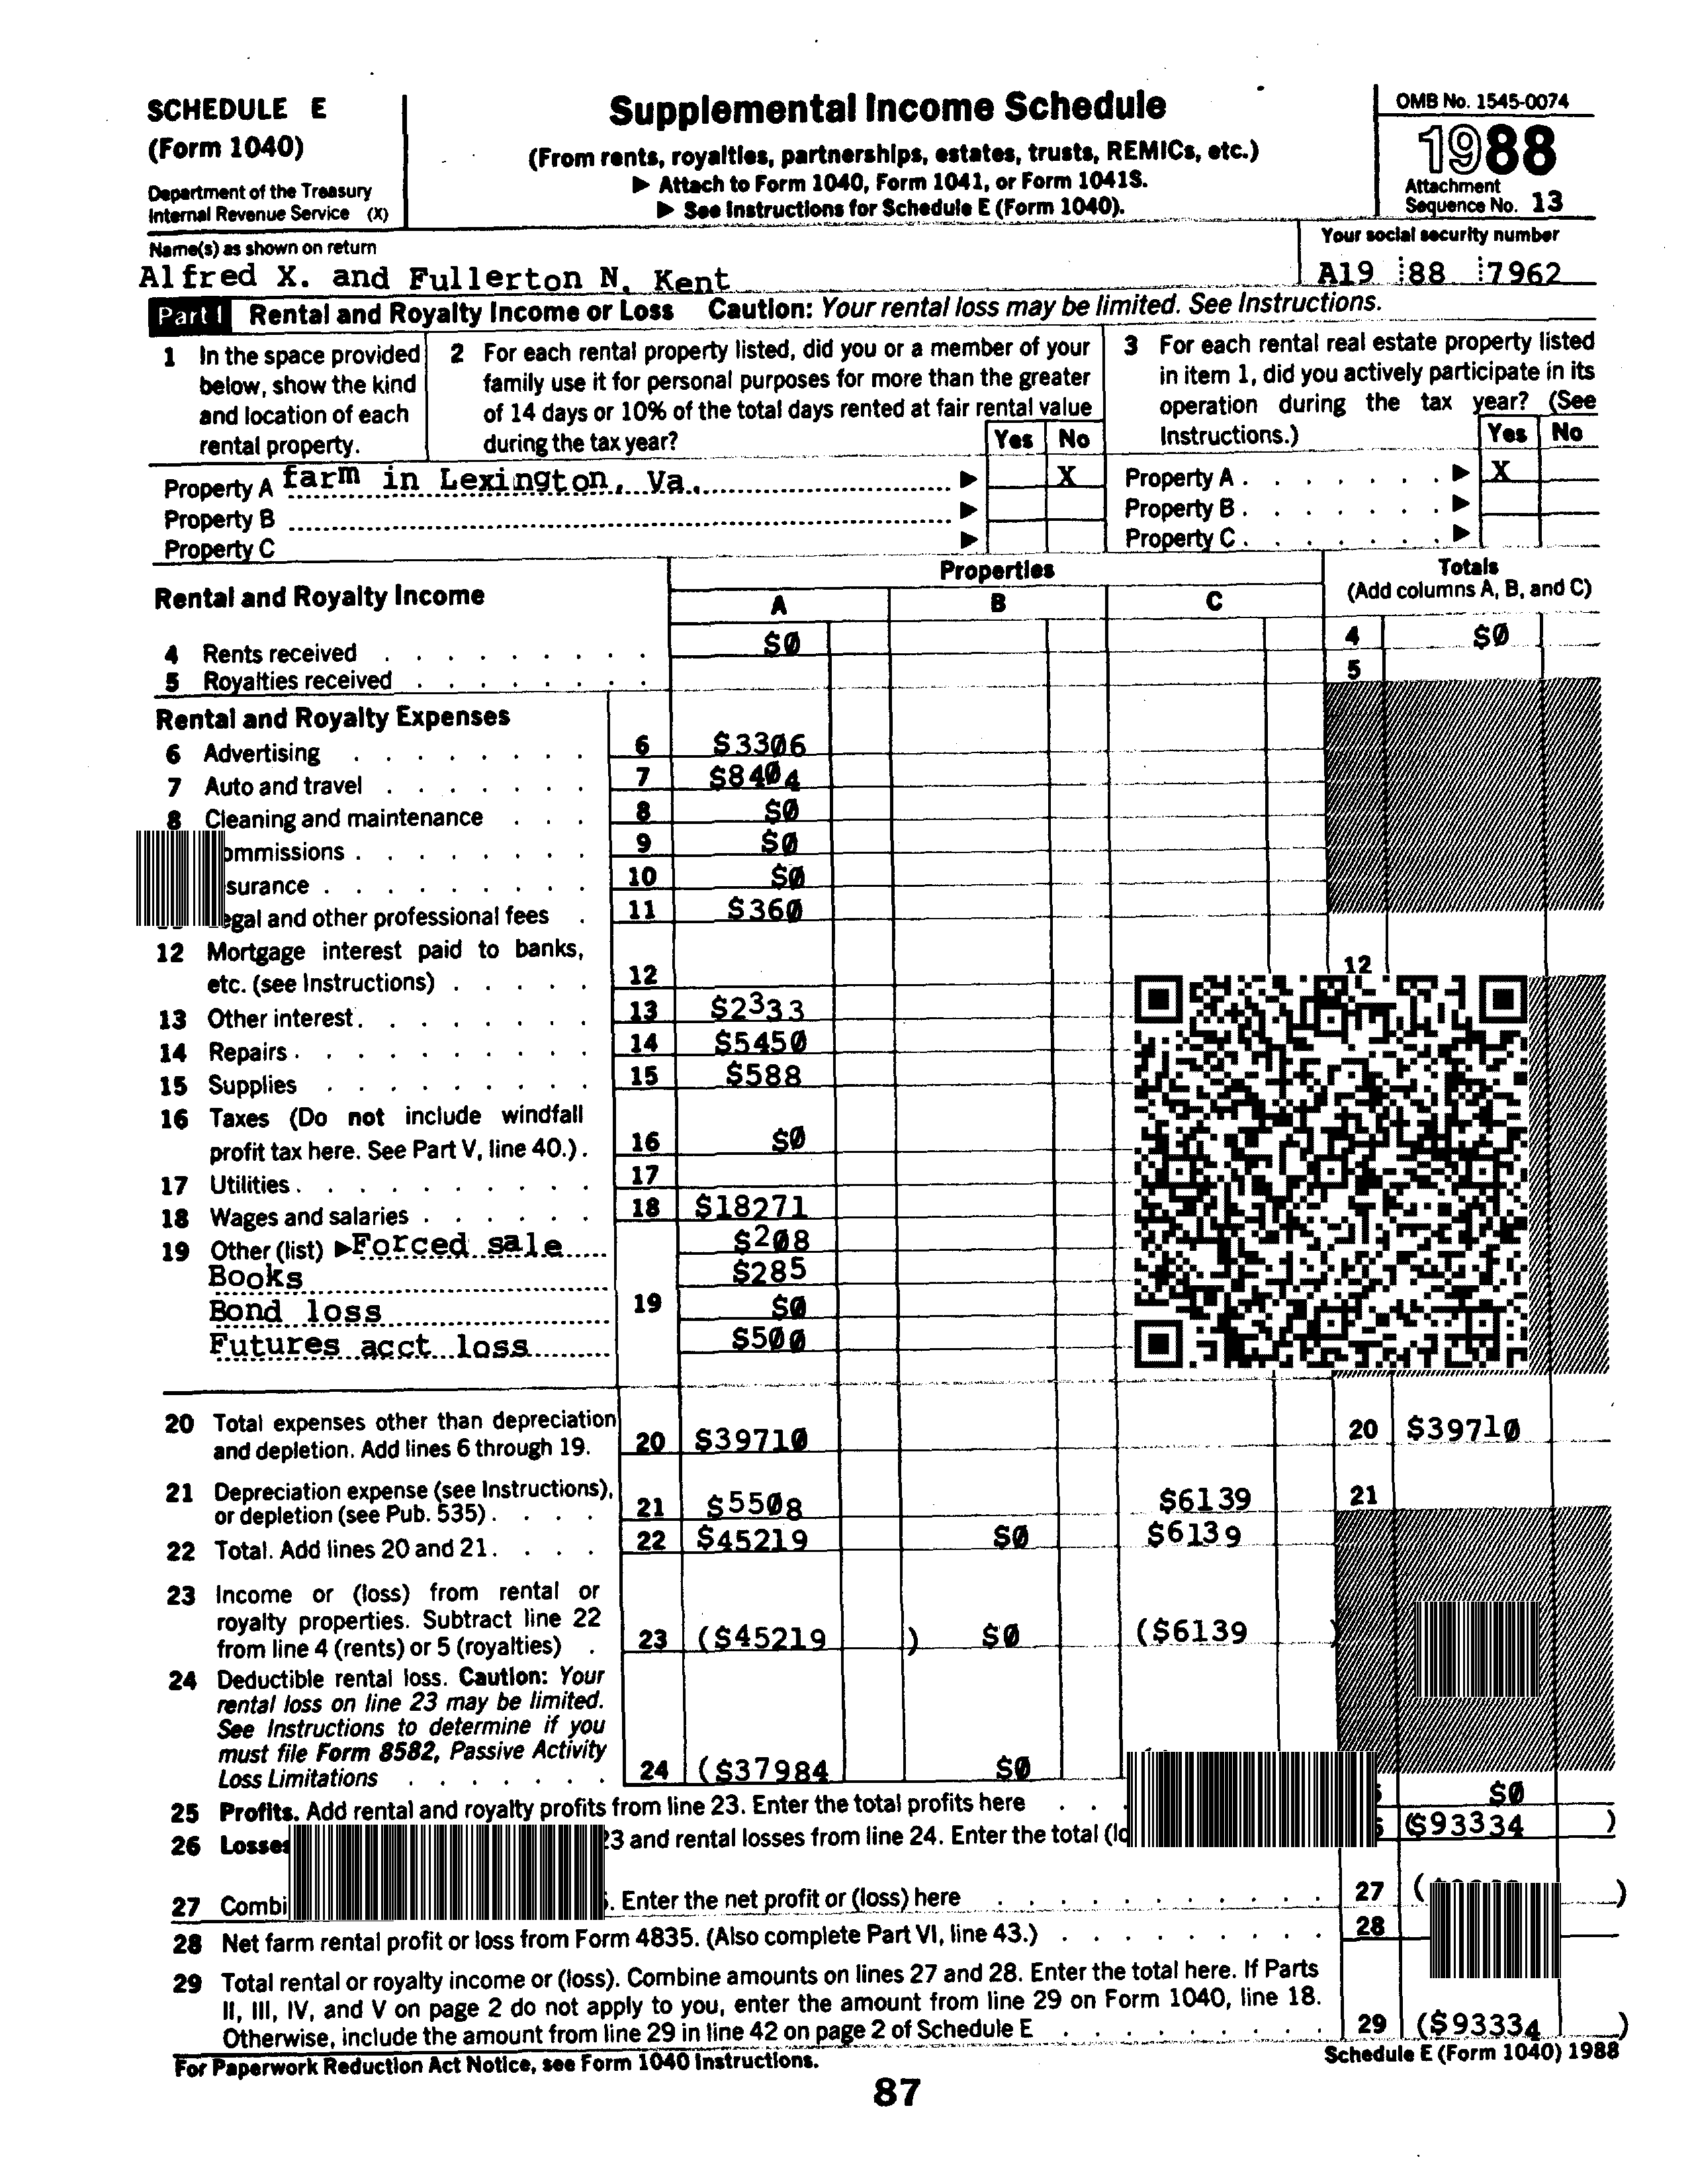 SCHEDULE E
(Form 1040)
Department of the Treasury
Internal Revenue Service (X)
Supplemental Income Schedule
(From rents, royalties, partnerships, estates, trusts, REMICs, etc.)
▶ Attach to Form 1040, Form 1041, or Form 1041S.
▶ See Instructions for Schedule E (Form 1040).
OMB No. 1545-0074
1988
Attachment
Sequence No. 13
Name(s) as shown on return
Alfred X. and Fullerton N. Kent
Your social security number
A19 88 7962
Part I Rental and Royalty Income or Loss Caution: Your rental loss may be limited. See Instructions.
1 In the space provided
below, show the kind
and location of each
rental property.
2 For each rental property listed, did you or a member of your
family use it for personal purposes for more than the greater
of 14 days or 10% of the total days rented at fair rental value
during the tax year?
Yes No
3 For each rental real estate property listed
in item 1, did you actively participate in its
operation during the tax year? (See
Instructions.)
Yes No
Property A farm in Lexington, Va. ▶ X
Property B ▶
Property C ▶
Property A ▶ X
Property B ▶
Property C ▶
Rental and Royalty Income
Properties
A B C
Totals
(Add columns A, B, and C)
4 Rents received $0 4 $0
5 Royalties received 5
Rental and Royalty Expenses
6 Advertising 6 $3306
7 Auto and travel 7 $8404
8 Cleaning and maintenance 8 $0
ommissions 9 $0
surance 10 $0
egal and other professional fees 11 $360
12 Mortgage interest paid to banks,
etc. (see Instructions) 12 12
13 Other interest 13 $2333
14 Repairs 14 $5450
15 Supplies 15 $588
16 Taxes (Do not include windfall
profit tax here. See Part V, line 40.) 16 $0
17 Utilities 17
18 Wages and salaries 18 $18271
19 Other (list) ▶ Forced sale $208
Books $285
Bond loss 19 $0
Futures acct loss $500
20 Total expenses other than depreciation
and depletion. Add lines 6 through 19. 20 $39710 20 $39710
21 Depreciation expense (see Instructions),
or depletion (see Pub. 535) 21 $5508 $6139 21
22 Total. Add lines 20 and 21 22 $45219 $0 $6139
23 Income or (loss) from rental or
royalty properties. Subtract line 22
from line 4 (rents) or 5 (royalties) 23 ($45219 ) $0 ($6139 )
24 Deductible rental loss. Caution: Your
rental loss on line 23 may be limited.
See Instructions to determine if you
must file Form 8582, Passive Activity
Loss Limitations 24 ($37984 $0
25 Profits. Add rental and royalty profits from line 23. Enter the total profits here $0
26 Losses 23 and rental losses from line 24. Enter the total ($93334 )
27 Combi . Enter the net profit or (loss) here 27 ( )
28 Net farm rental profit or loss from Form 4835. (Also complete Part VI, line 43.) 28
29 Total rental or royalty income or (loss). Combine amounts on lines 27 and 28. Enter the total here. If Parts
II, III, IV, and V on page 2 do not apply to you, enter the amount from line 29 on Form 1040, line 18.
Otherwise, include the amount from line 29 in line 42 on page 2 of Schedule E 29 ($93334 )
For Paperwork Reduction Act Notice, see Form 1040 Instructions.
Schedule E (Form 1040) 1988
87